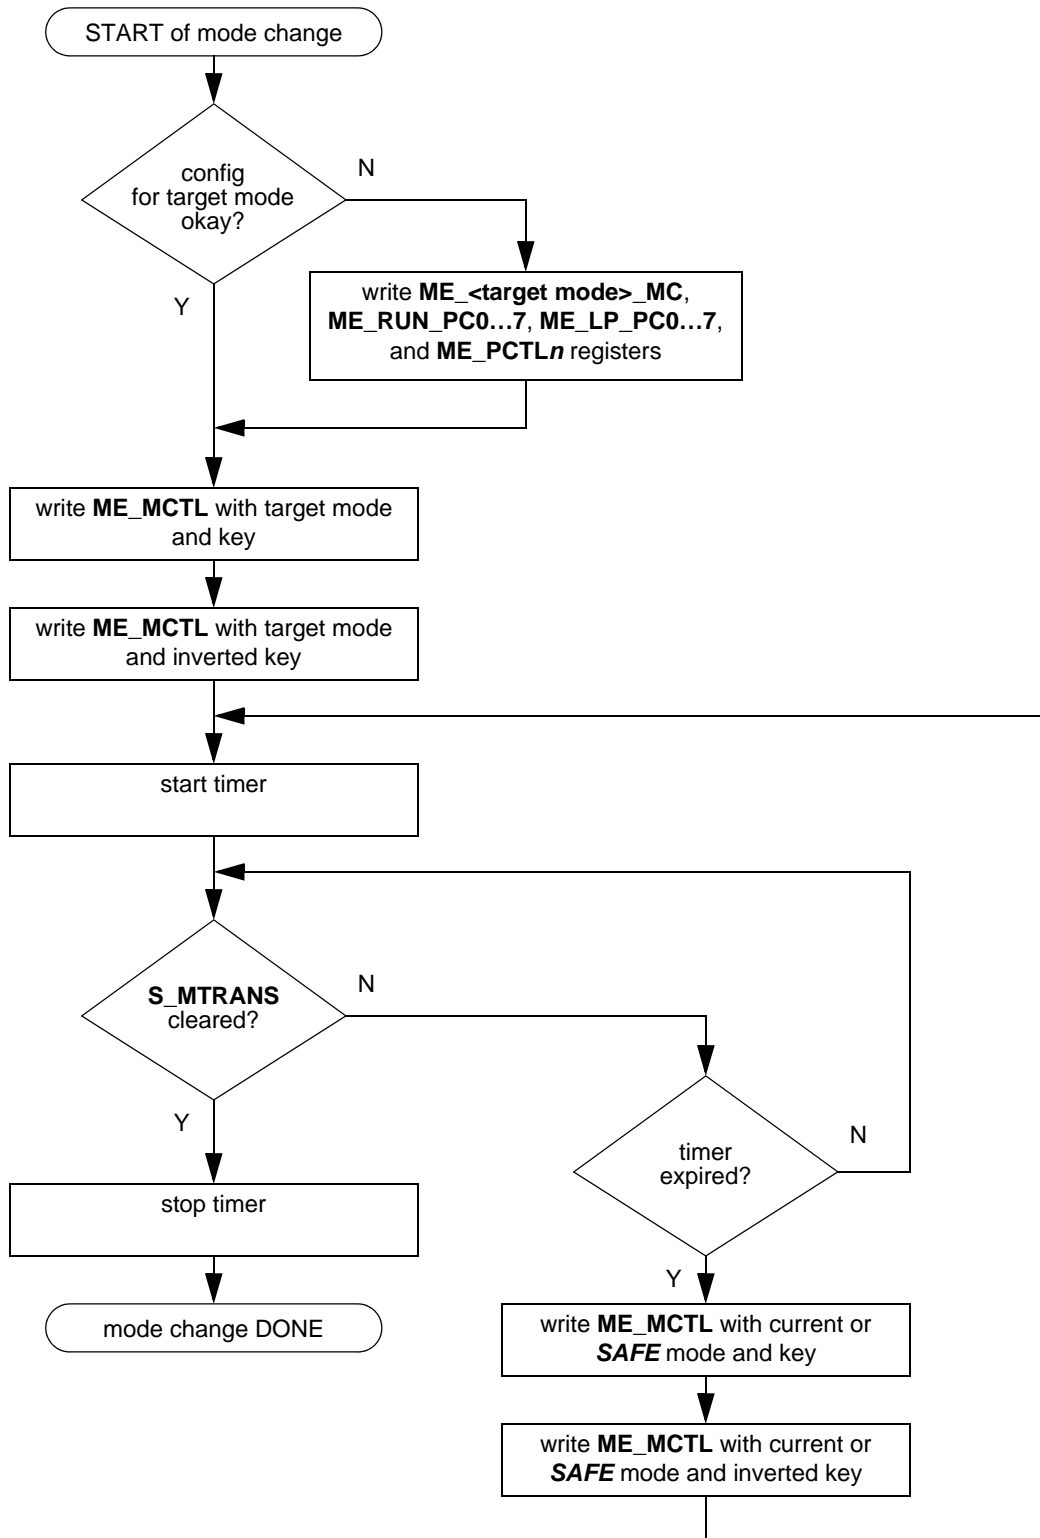 START of mode change
config
for target mode
okay?
N
Y
write ME_<target mode>_MC,
ME_RUN_PC0…7, ME_LP_PC0…7,
and ME_PCTLn registers
write ME_MCTL with target mode
and key
write ME_MCTL with target mode
and inverted key
start timer
S_MTRANS
cleared?
N
Y
timer
expired?
N
Y
stop timer
mode change DONE
write ME_MCTL with current or
SAFE mode and key
write ME_MCTL with current or
SAFE mode and inverted key